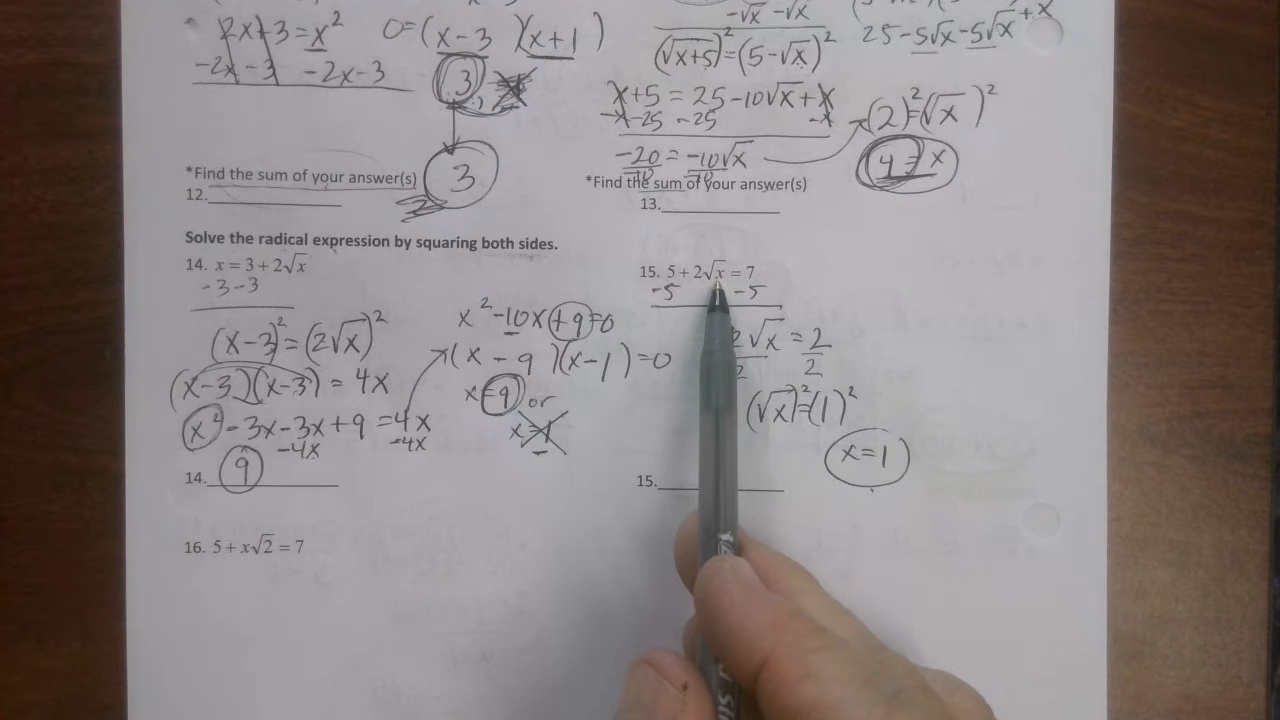 2x+3=x²
-2x-3 -2x-3
0=(x-3)(x+1)
3
3
*Find the sum of your answer(s)
12.
-√x -√x
(√x+5)²=(5-√x)²
25-5√x-5√x+x
x+5=25-10√x+x
-x-25 -25 -x
-20=-10√x
(2)²=(√x)²
4=x
*Find the sum of your answer(s)
13.
Solve the radical expression by squaring both sides.
14. x = 3 + 2√x
-3-3
(x-3)²=(2√x)²
(x-3)(x-3)=4x
x²-3x-3x+9=4x
-4x -4x
x²-10x+9=0
(x-9)(x-1)=0
x=9 or
x=1
14. 9
15. 5 + 2√x = 7
-5 -5
2√x=2
2 2
(√x)²=(1)²
x=1
15.
16. 5 + x√2 = 7